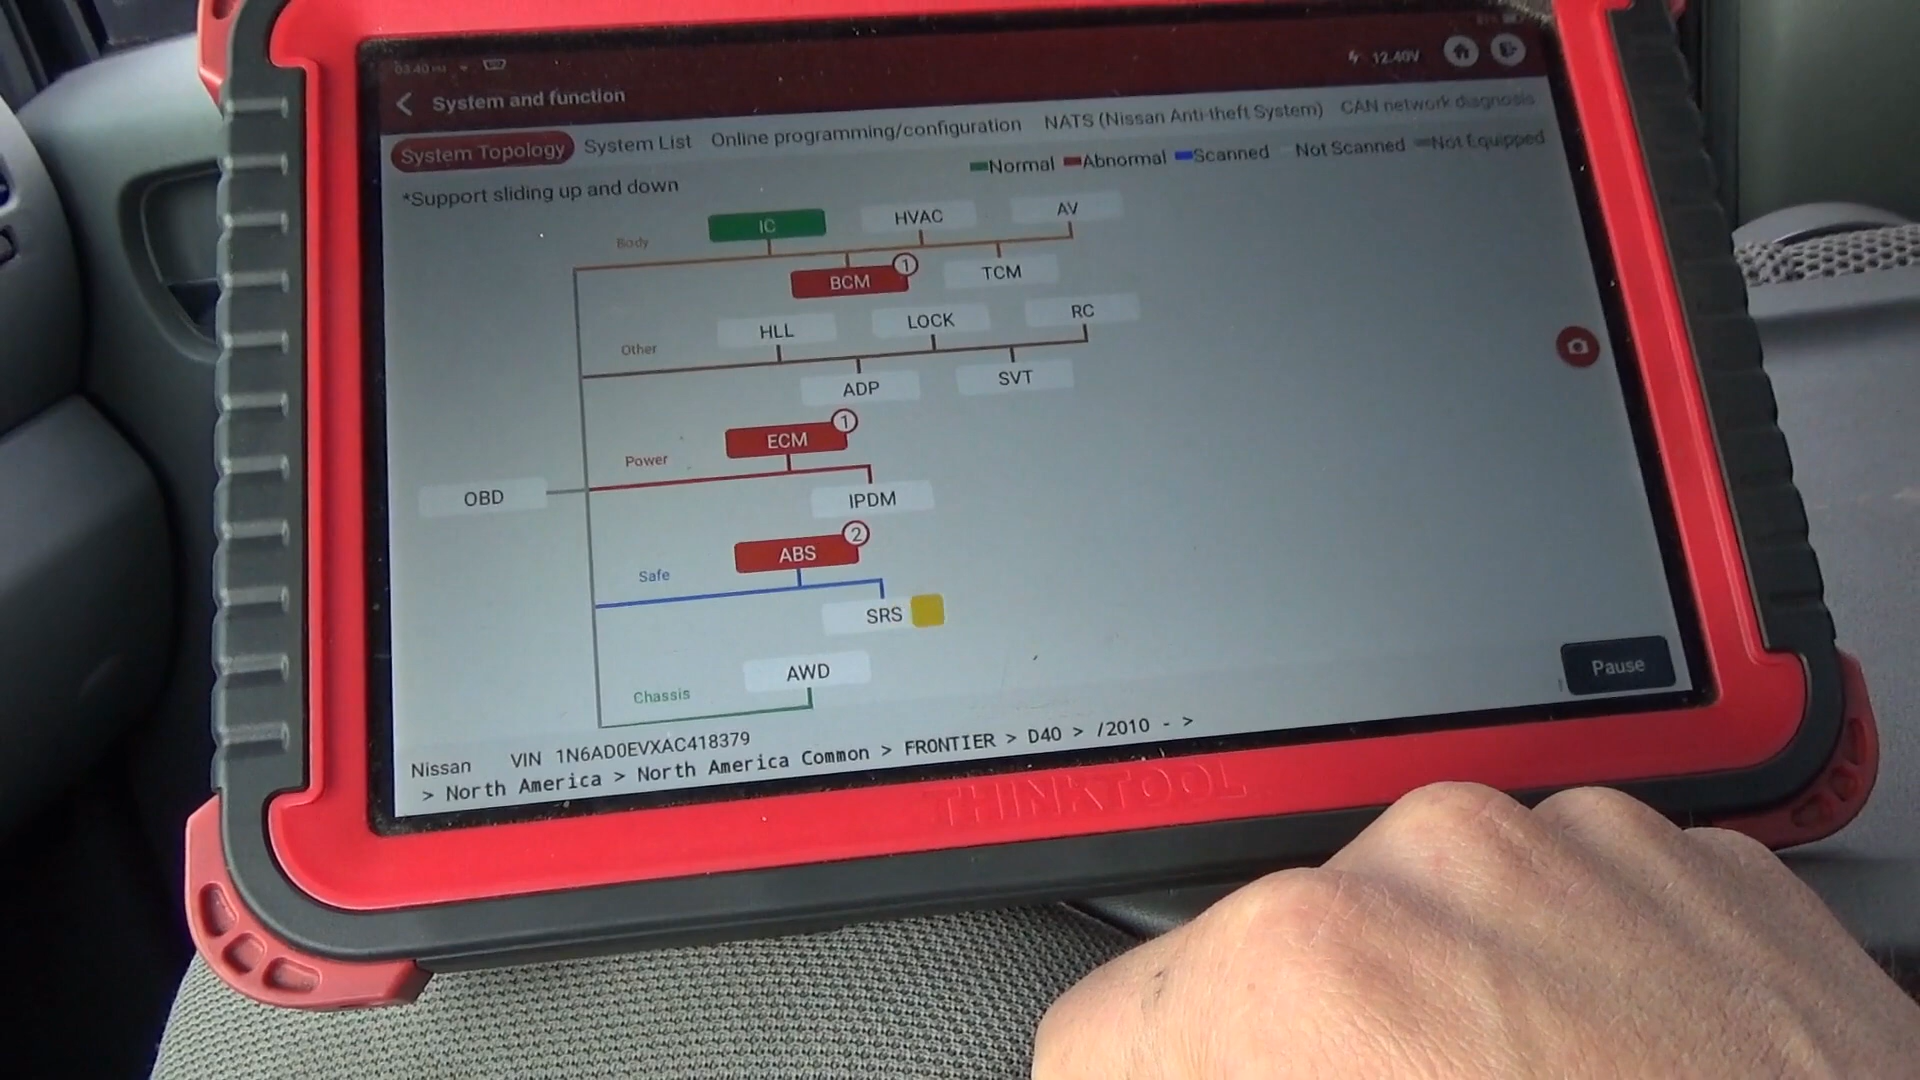 03:40 PM
12.40V
System and function
System Topology System List Online programming/configuration NATS (Nissan Anti-theft System) CAN network diagnosis
*Support sliding up and down
Normal Abnormal Scanned Not Scanned Not Equipped
IC HVAC AV
Body
BCM 1 TCM
HLL LOCK RC
Other
ADP SVT
ECM 1
Power
OBD
IPDM
ABS 2
Safe
SRS
AWD
Chassis
Pause
Nissan VIN 1N6AD0EVXAC418379
> North America > North America Common > FRONTIER > D40 > /2010 - >
THINKTOOL